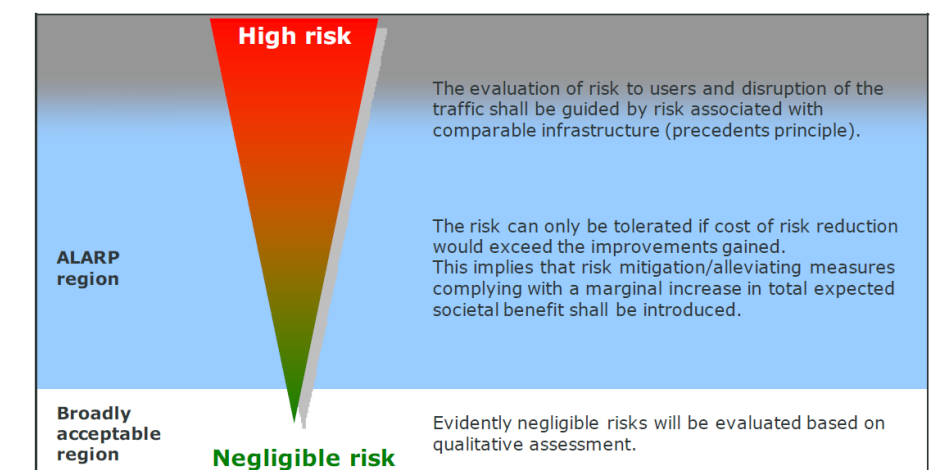 High risk
The evaluation of risk to users and disruption of the
traffic shall be guided by risk associated with
comparable infrastructure (precedents principle).
ALARP
region
The risk can only be tolerated if cost of risk reduction
would exceed the improvements gained.
This implies that risk mitigation/alleviating measures
complying with a marginal increase in total expected
societal benefit shall be introduced.
Broadly
acceptable
region
Evidently negligible risks will be evaluated based on
qualitative assessment.
Negligible risk